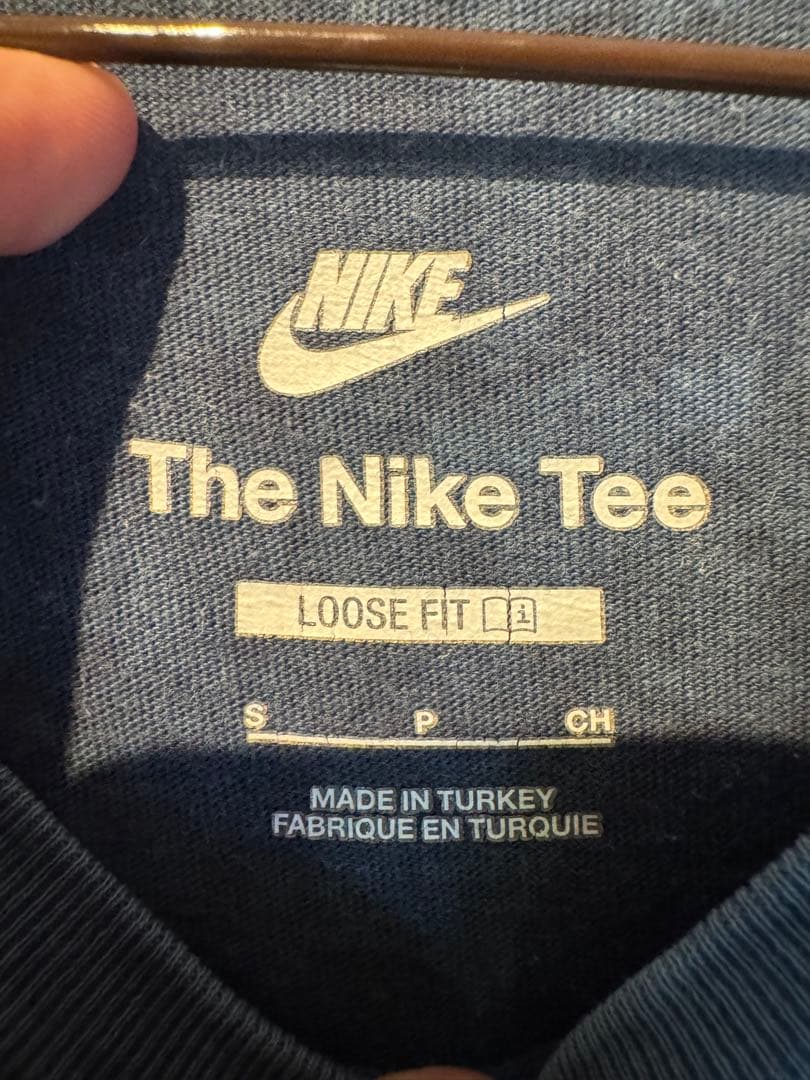 NIKE
The Nike Tee
LOOSE FIT i
S P CH
MADE IN TURKEY
FABRIQUE EN TURQUIE